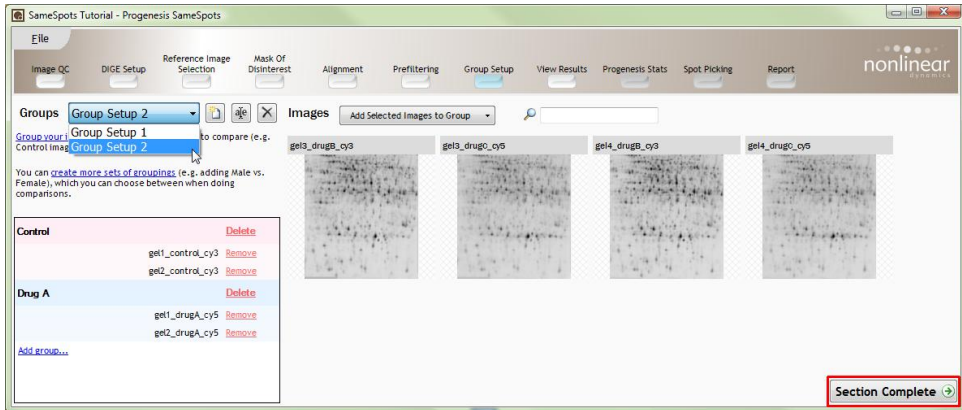 SameSpots Tutorial - Progenesis SameSpots
File
Image QC
DIGE Setup
Reference Image
Selection
Mask Of
Disinterest
Alignment
Prefiltering
Group Setup
View Results
Progenesis Stats
Spot Picking
Report
nonlinear
dynamics
Groups
Group Setup 2
Group Setup 1
Group Setup 2
Group your i
to compare (e.g.
Control imag
You can create more sets of groupings (e.g. adding Male vs.
Female), which you can choose between when doing
comparisons.
Control Delete
gel1_control_cy3 Remove
gel2_control_cy3 Remove
Drug A Delete
gel1_drugA_cy5 Remove
gel2_drugA_cy5 Remove
Add group...
Images
Add Selected Images to Group
gel3_drugB_cy3
gel3_drugC_cy5
gel4_drugB_cy3
gel4_drugC_cy5
Section Complete